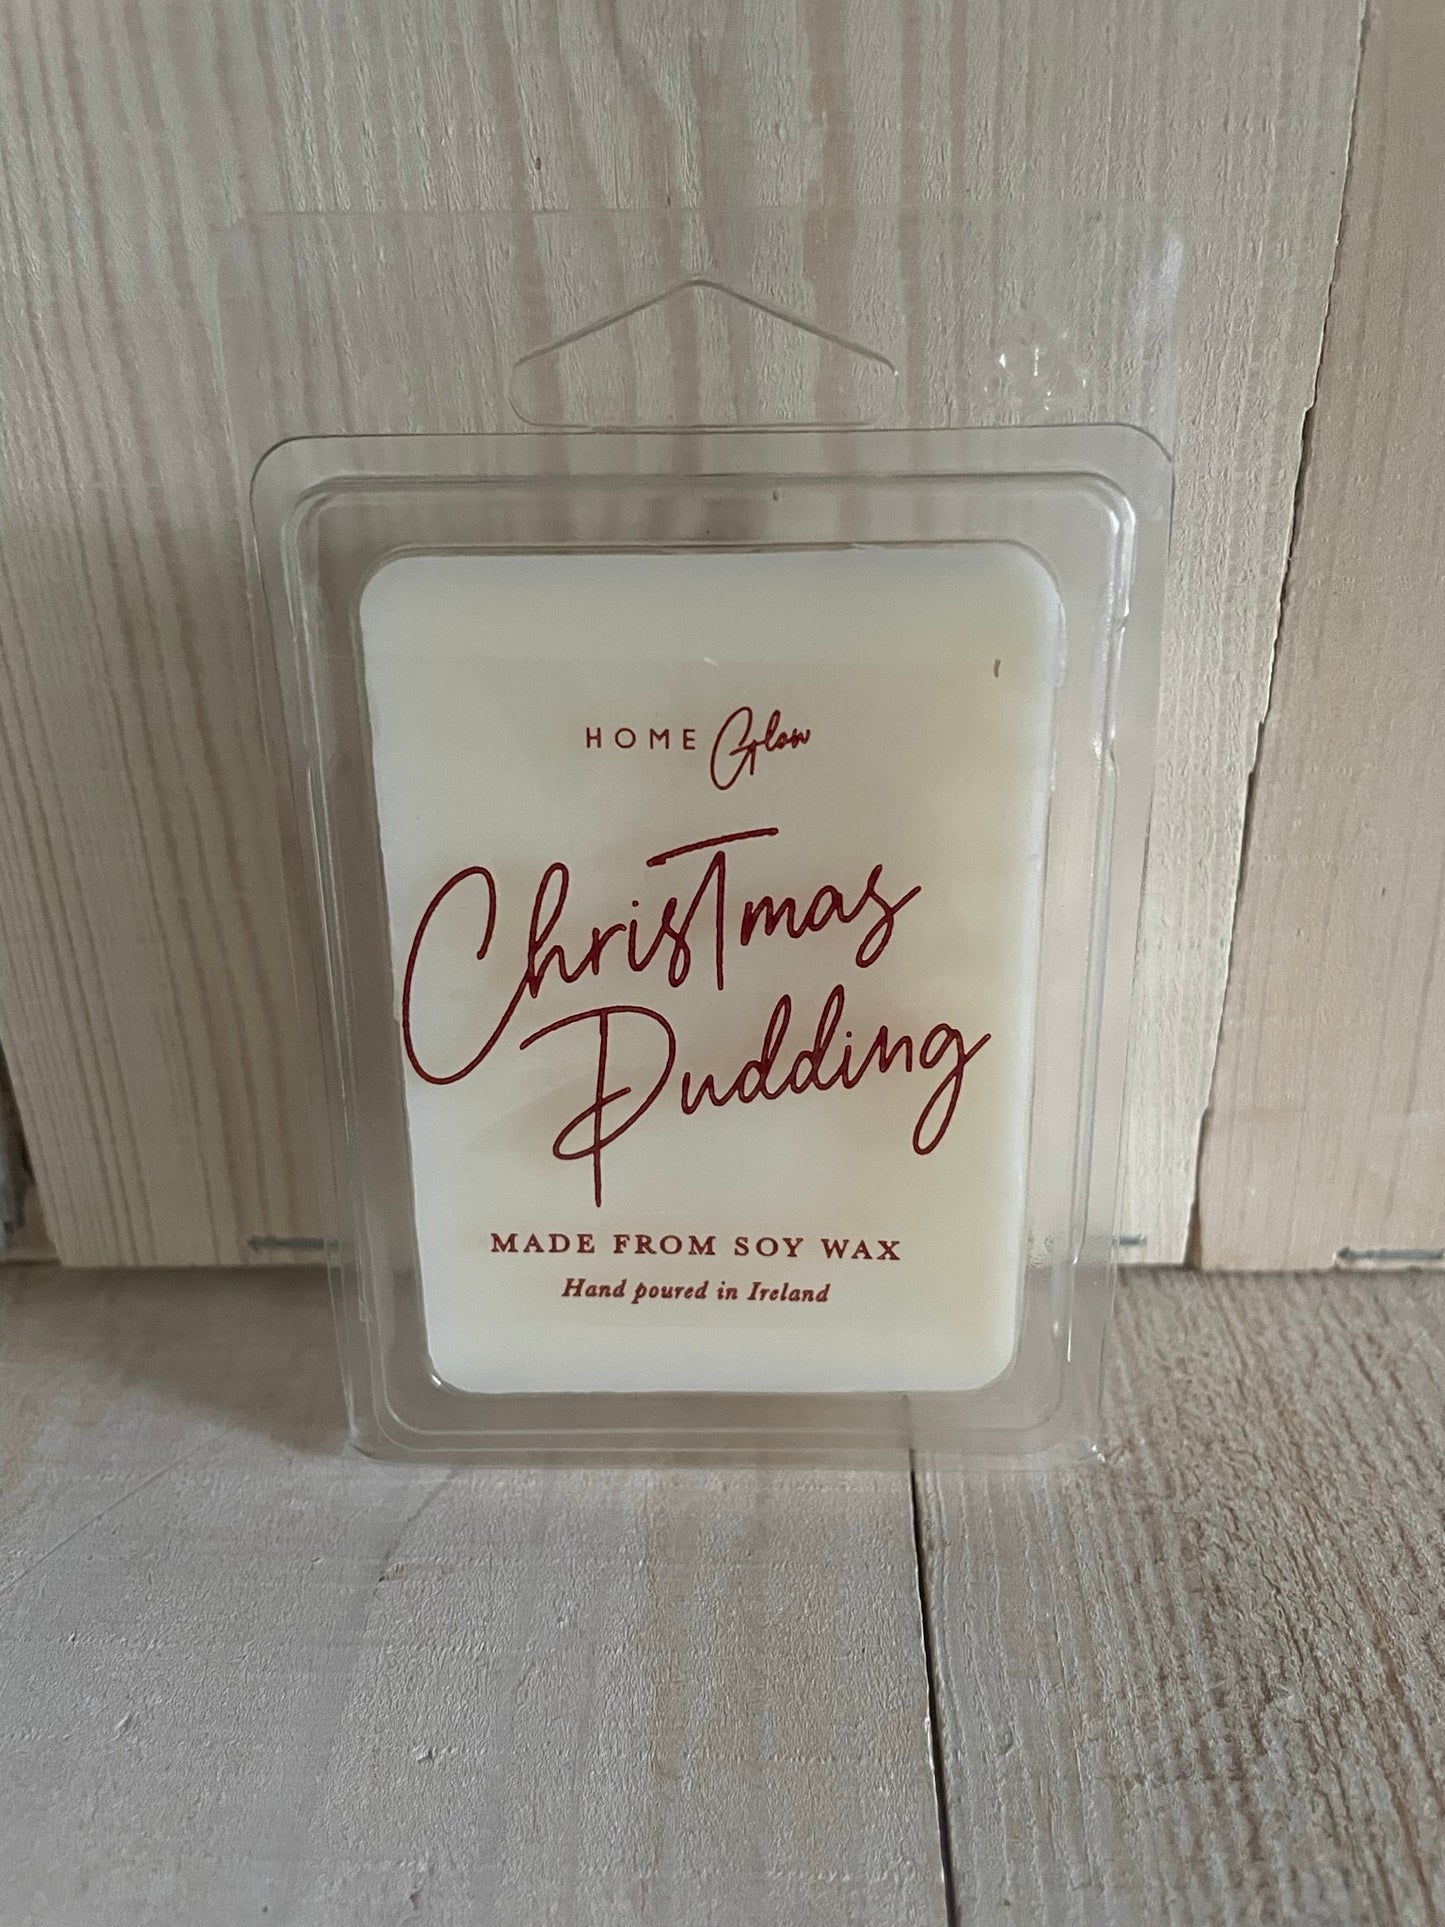 HOME Glow
Christmas
Pudding
MADE FROM SOY WAX
Hand poured in Ireland